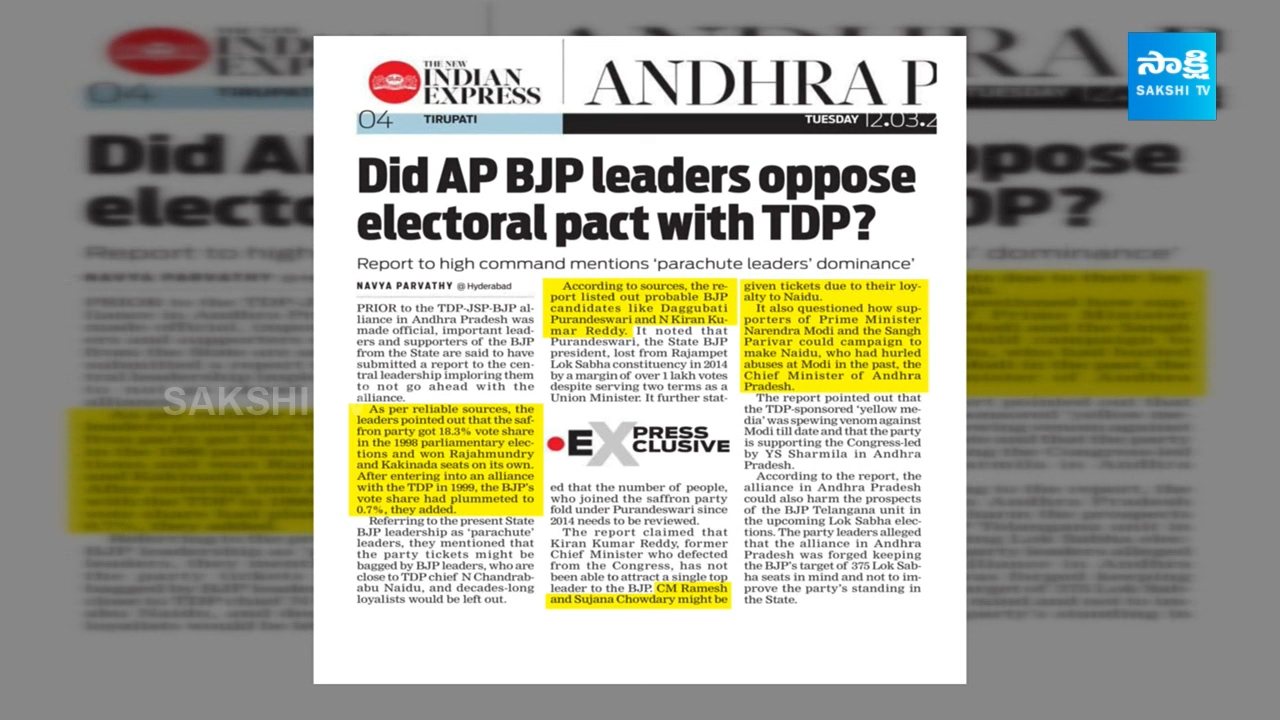 THE NEW
INDIAN
EXPRESS
ANDHRA P
04 TIRUPATI
TUESDAY 12.03.2
సాక్షి
SAKSHI TV
Did AP BJP leaders oppose
electoral pact with TDP?
Report to high command mentions ‘parachute leaders’ dominance’
NAVYA PARVATHY @ Hyderabad
PRIOR to the TDP-JSP-BJP al-
liance in Andhra Pradesh was
made official, important lead-
ers and supporters of the BJP
from the State are said to have
submitted a report to the cen-
tral leadership imploring them
to not go ahead with the
alliance.
As per reliable sources, the
leaders pointed out that the saf-
fron party got 18.3% vote share
in the 1998 parliamentary elec-
tions and won Rajahmundry
and Kakinada seats on its own.
After entering into an alliance
with the TDP in 1999, the BJP’s
vote share had plummeted to
0.7%, they added.
Referring to the present State
BJP leadership as ‘parachute’
leaders, they mentioned that
the party tickets might be
bagged by BJP leaders, who are
close to TDP chief N Chandrab-
abu Naidu, and decades-long
loyalists would be left out.
According to sources, the re-
port listed out probable BJP
candidates like Daggubati
Purandeswari and N Kiran Ku-
mar Reddy. It noted that
Purandeswari, the State BJP
president, lost from Rajampet
Lok Sabha constituency in 2014
by a margin of over 1 lakh votes
despite serving two terms as a
Union Minister. It further stat-
EXPRESS
EXCLUSIVE
ed that the number of people,
who joined the saffron party
fold under Purandeswari since
2014 needs to be reviewed.
The report claimed that
Kiran Kumar Reddy, former
Chief Minister who defected
from the Congress, has not
been able to attract a single top
leader to the BJP. CM Ramesh
and Sujana Chowdary might be
given tickets due to their loy-
alty to Naidu.
It also questioned how sup-
porters of Prime Minister
Narendra Modi and the Sangh
Parivar could campaign to
make Naidu, who had hurled
abuses at Modi in the past, the
Chief Minister of Andhra
Pradesh.
The report pointed out that
the TDP-sponsored ‘yellow me-
dia’ was spewing venom against
Modi till date and that the party
is supporting the Congress-led
by YS Sharmila in Andhra
Pradesh.
According to the report, the
alliance in Andhra Pradesh
could also harm the prospects
of the BJP Telangana unit in
the upcoming Lok Sabha elec-
tions. The party leaders alleged
that the alliance in Andhra
Pradesh was forged keeping
the BJP’s target of 375 Lok Sab-
ha seats in mind and not to im-
prove the party’s standing in
the State.
SAKSHI TV